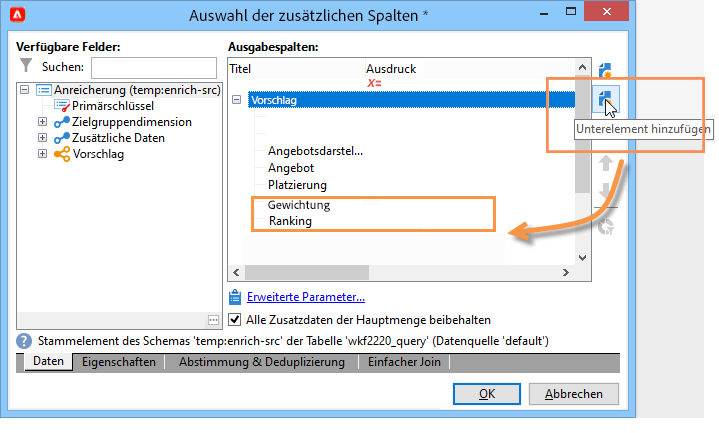 Auswahl der zusätzlichen Spalten *
Verfügbare Felder:
Suchen:
Anreicherung (temp:enrich-src)
Primärschlüssel
Zielgruppendimension
Zusätzliche Daten
Vorschlag
Ausgabespalten:
Titel Ausdruck
X=
Vorschlag
Angebotsdarstel...
Angebot
Platzierung
Gewichtung
Ranking
Unterelement hinzufügen
Erweiterte Parameter...
Alle Zusatzdaten der Hauptmenge beibehalten
Stammelement des Schemas 'temp:enrich-src' der Tabelle 'wkf2220_query' (Datenquelle 'default')
Daten Eigenschaften Abstimmung & Deduplizierung Einfacher Join
OK Abbrechen